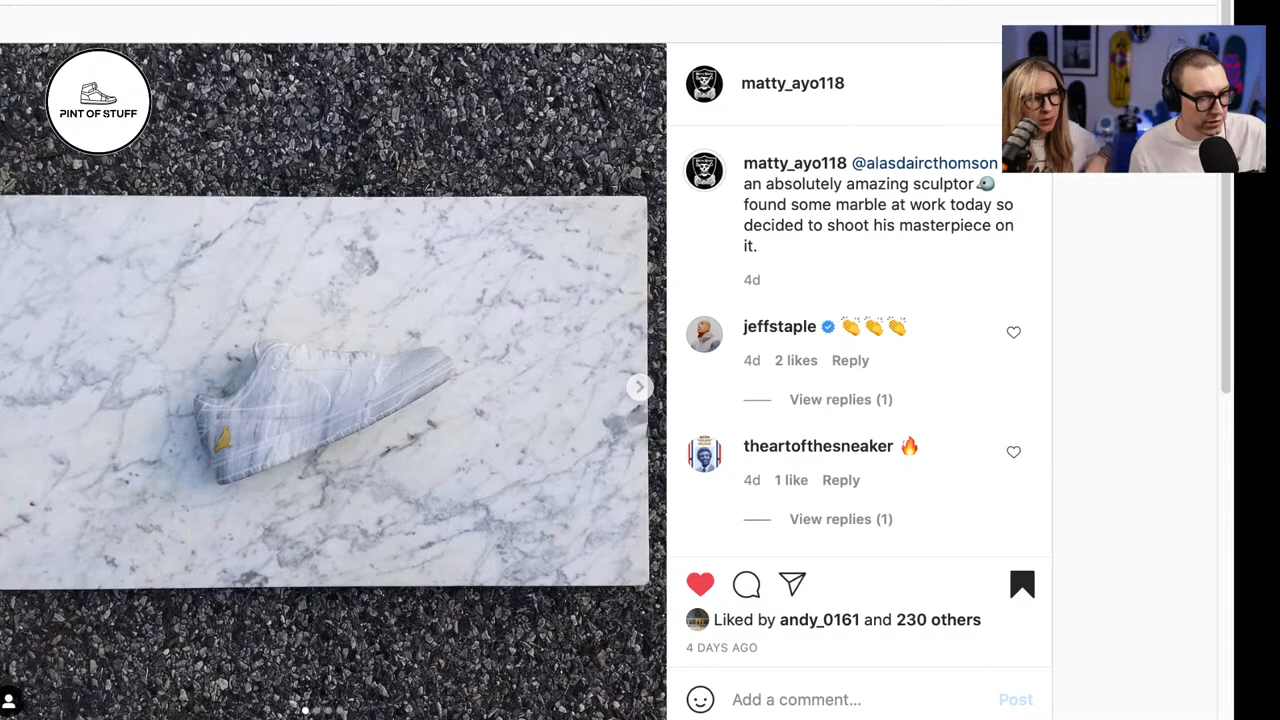 PINT OF STUFF
matty_ayo118
matty_ayo118 @alasdaircthomson
an absolutely amazing sculptor
found some marble at work today so
decided to shoot his masterpiece on
it.
4d
jeffstaple 👏👏👏
4d 2 likes Reply
View replies (1)
theartofthesneaker 🔥
4d 1 like Reply
View replies (1)
Liked by andy_0161 and 230 others
4 DAYS AGO
Add a comment... Post